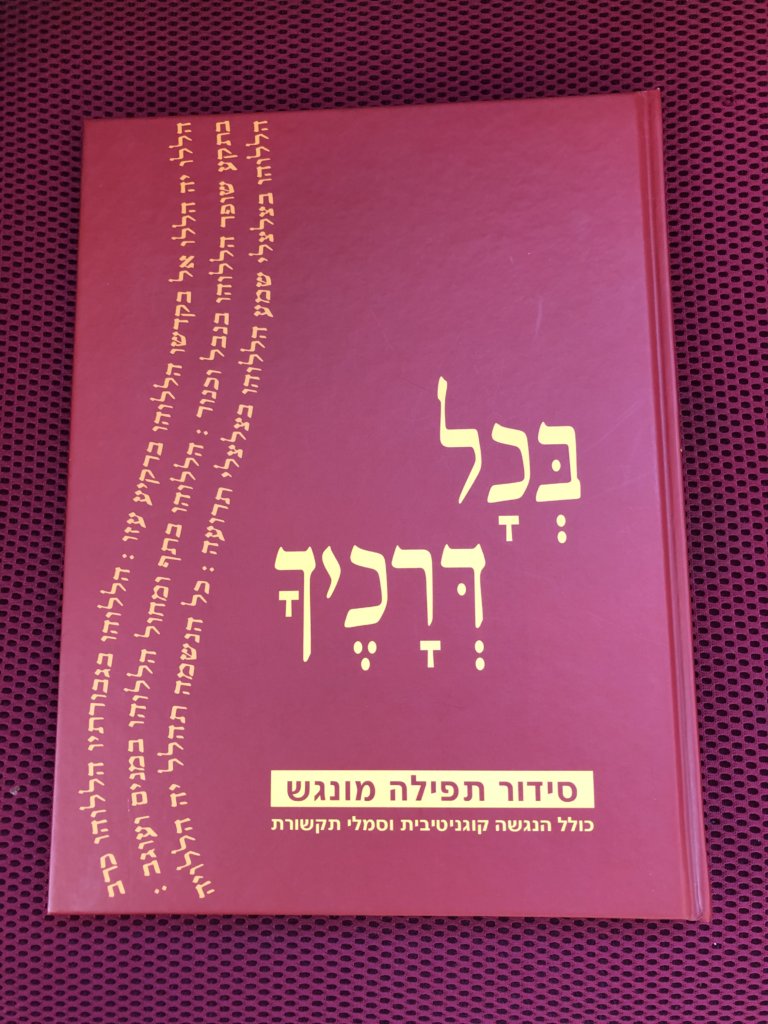 בְּכָל
דְּרָכֶיךָ
סידור תפילה מונגש
כולל הנגשה קוגניטיבית וסמלי תקשורת
הללו יה הללו אל בקדשו הללוהו ברקיע עזו : הללוהו בגבורתיו הללוהו כרב
בתקע שופר הללוהו בנבל וכנור : הללוהו בתף ומחול הללוהו במנים ועוגב :
הללוהו בצלצלי שמע הללוהו בצלצלי תרועה : כל הנשמה תהלל יה הללויה